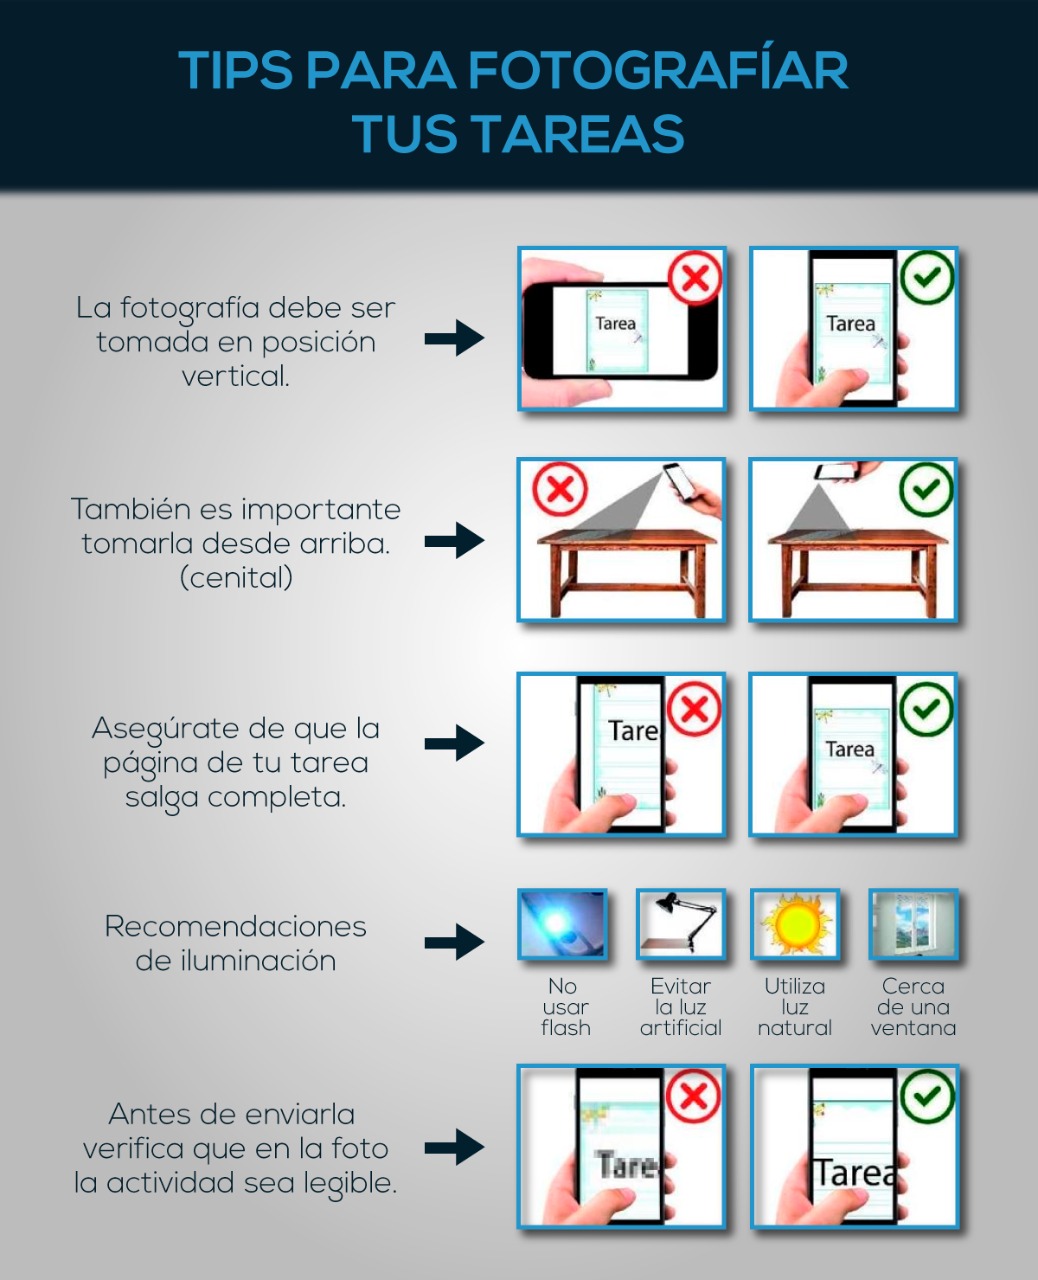 TIPS PARA FOTOGRAFÍAR
TUS TAREAS
La fotografía debe ser
tomada en posición
vertical.
Tarea
Tarea
También es importante
tomarla desde arriba.
(cenital)
Asegúrate de que la
página de tu tarea
salga completa.
Tare
Tarea
Recomendaciones
de iluminación
No
usar
flash
Evitar
la luz
artificial
Utiliza
luz
natural
Cerca
de una
ventana
Antes de enviarla
verifica que en la foto
la actividad sea legible.
Tare
Tarea